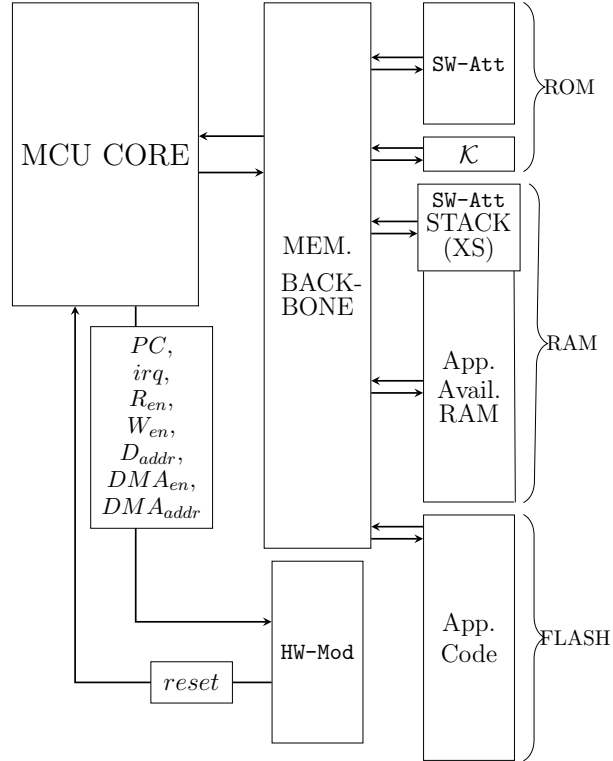 SW-Att
ROM
MCU CORE
𝒦
SW-Att
STACK
(XS)
MEM.
BACK-
BONE
RAM
PC,
irq,
R_en,
W_en,
D_addr,
DMA_en,
DMA_addr
App.
Avail.
RAM
HW-Mod
App.
Code
FLASH
reset